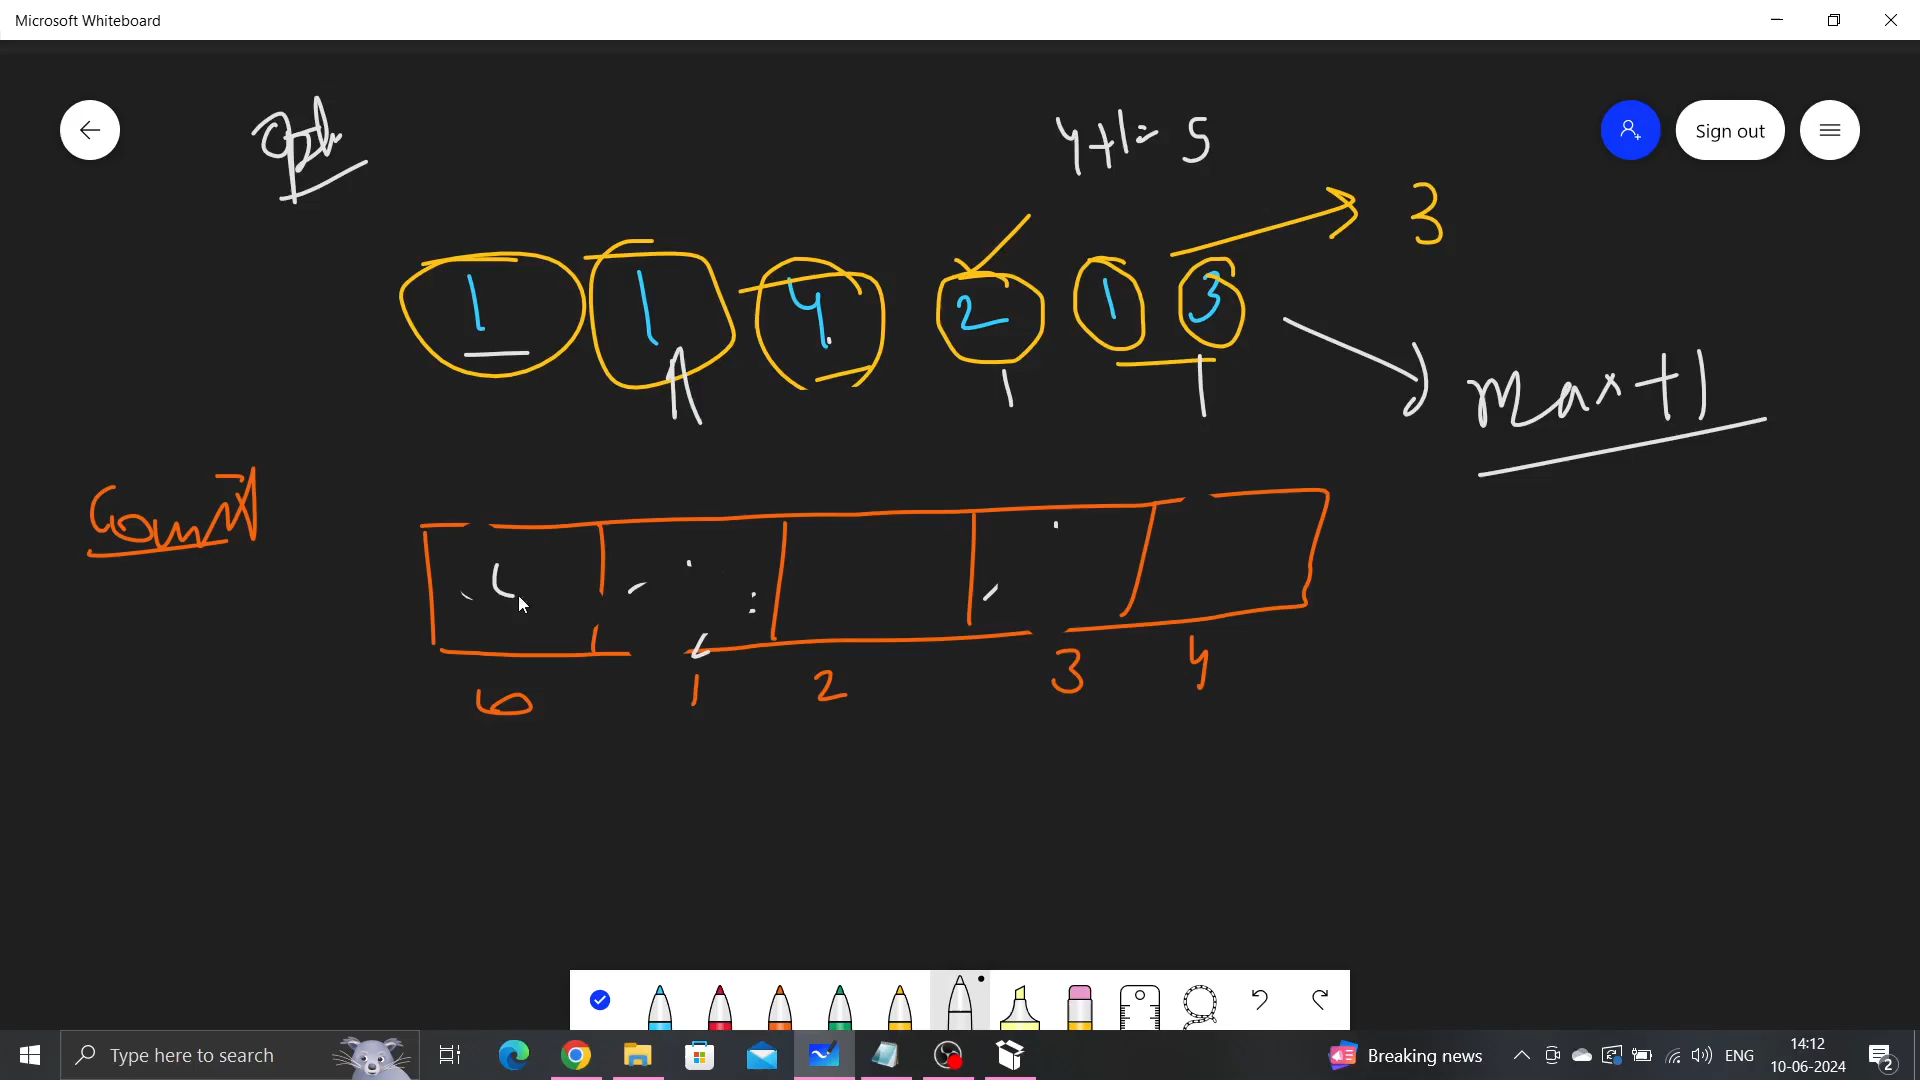 Microsoft Whiteboard
4+1= 5
Sign out
3
1 1 4 2 1 3
max+1
Count
0 1 2 3 4
Type here to search
Breaking news
ENG
14:12
10-06-2024
2